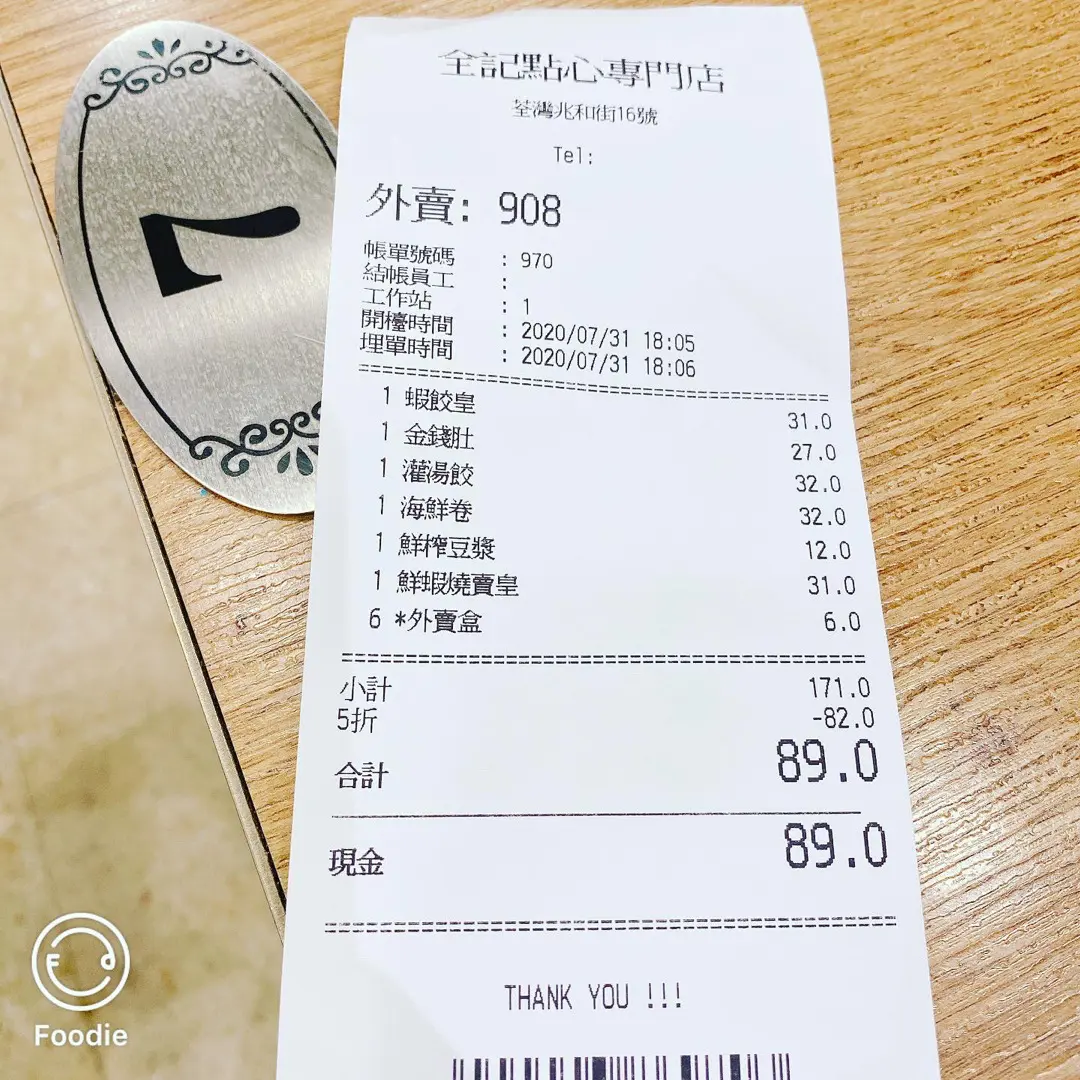 全記點心專門店
荃灣兆和街16號
Tel:
外賣: 908
帳單號碼 : 970
結帳員工 :
工作站 : 1
開檯時間 : 2020/07/31 18:05
埋單時間 : 2020/07/31 18:06
1 蝦餃皇 31.0
1 金錢肚 27.0
1 灌湯餃 32.0
1 海鮮卷 32.0
1 鮮榨豆漿 12.0
1 鮮蝦燒賣皇 31.0
6 *外賣盒 6.0
小計 171.0
5折 -82.0
合計 89.0
現金 89.0
THANK YOU !!!
7
Foodie